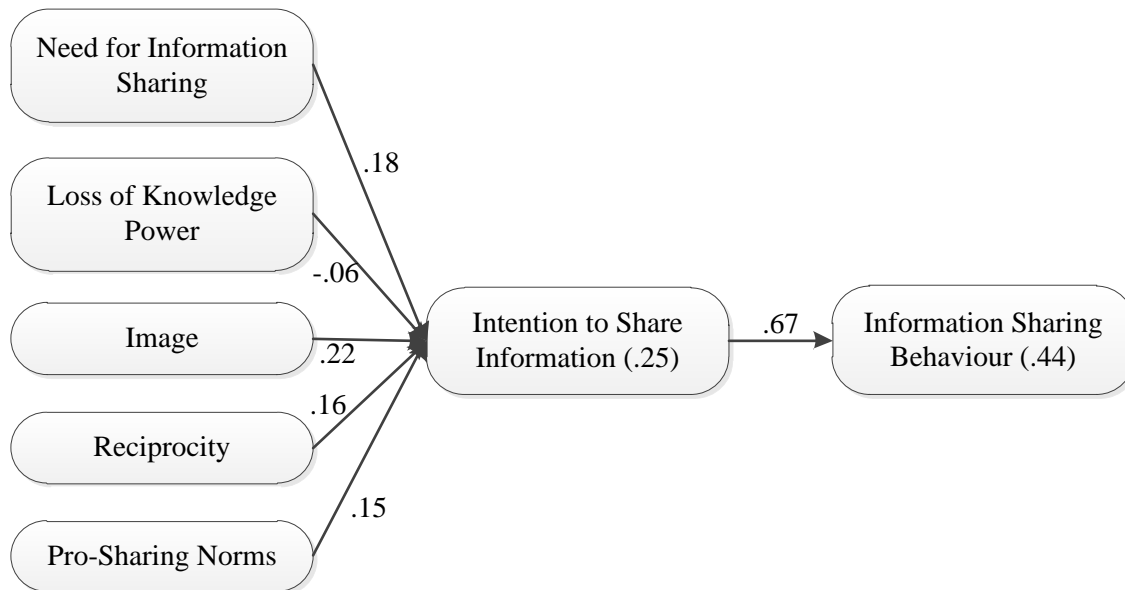 Need for Information
Sharing
.18
Loss of Knowledge
Power
-.06
Image
.22
Intention to Share
Information (.25)
.67
Information Sharing
Behaviour (.44)
.16
Reciprocity
.15
Pro-Sharing Norms